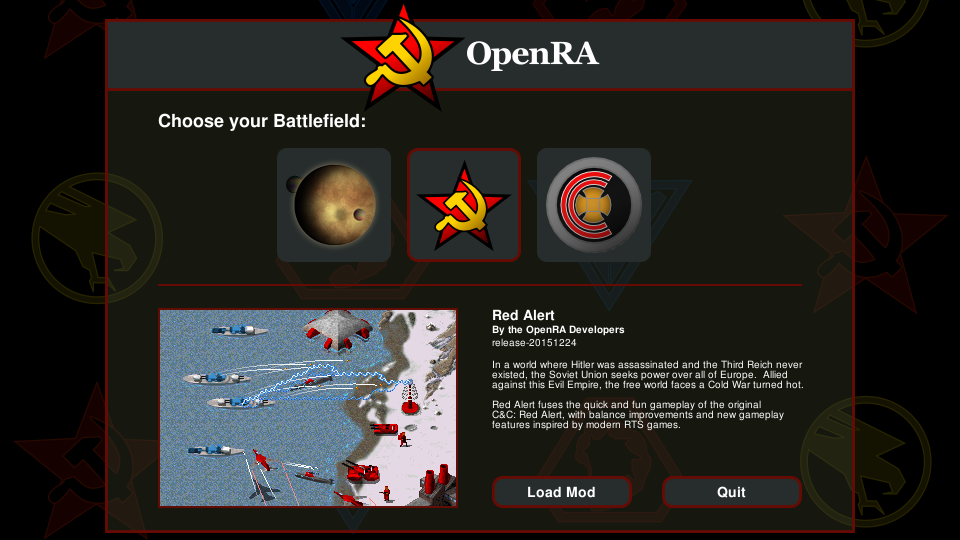 OpenRA
Choose your Battlefield:
Red Alert
By the OpenRA Developers
release-20151224
In a world where Hitler was assassinated and the Third Reich never
existed, the Soviet Union seeks power over all of Europe.  Allied
against this Evil Empire, the free world faces a Cold War turned hot.
Red Alert fuses the quick and fun gameplay of the original
C&C: Red Alert, with balance improvements and new gameplay
features inspired by modern RTS games.
Load Mod
Quit